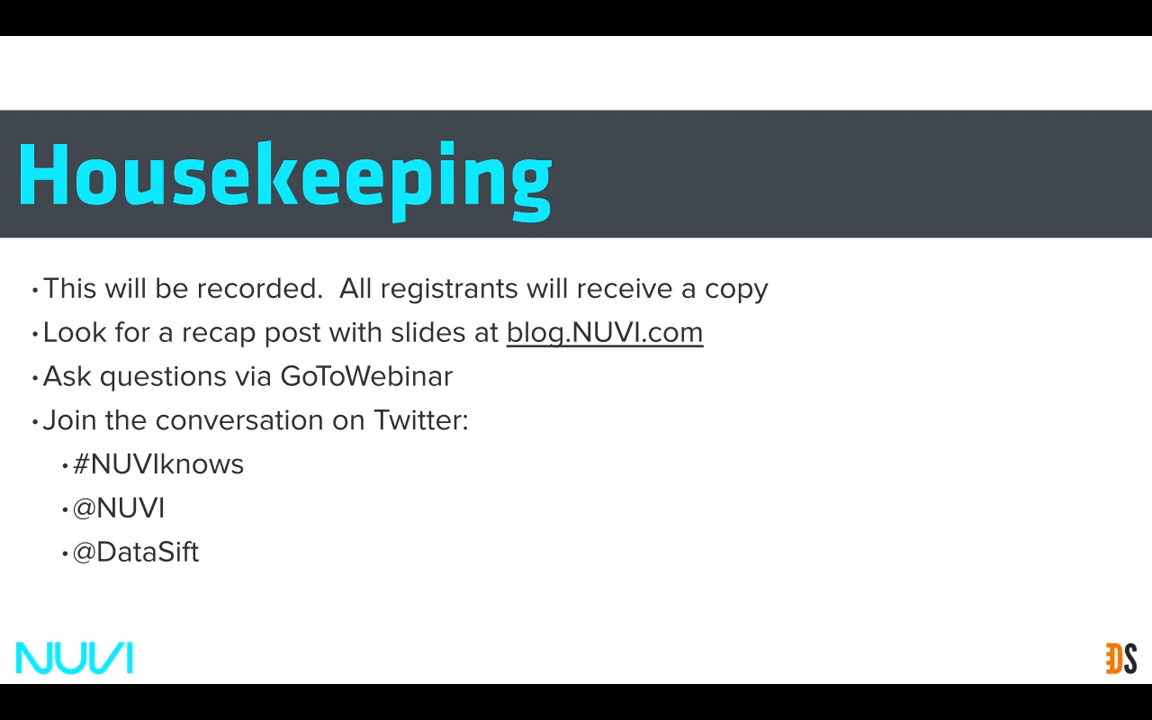 Housekeeping
•This will be recorded.  All registrants will receive a copy
•Look for a recap post with slides at blog.NUVI.com
•Ask questions via GoToWebinar
•Join the conversation on Twitter:
•#NUVIknows
•@NUVI
•@DataSift
NUVI
DS